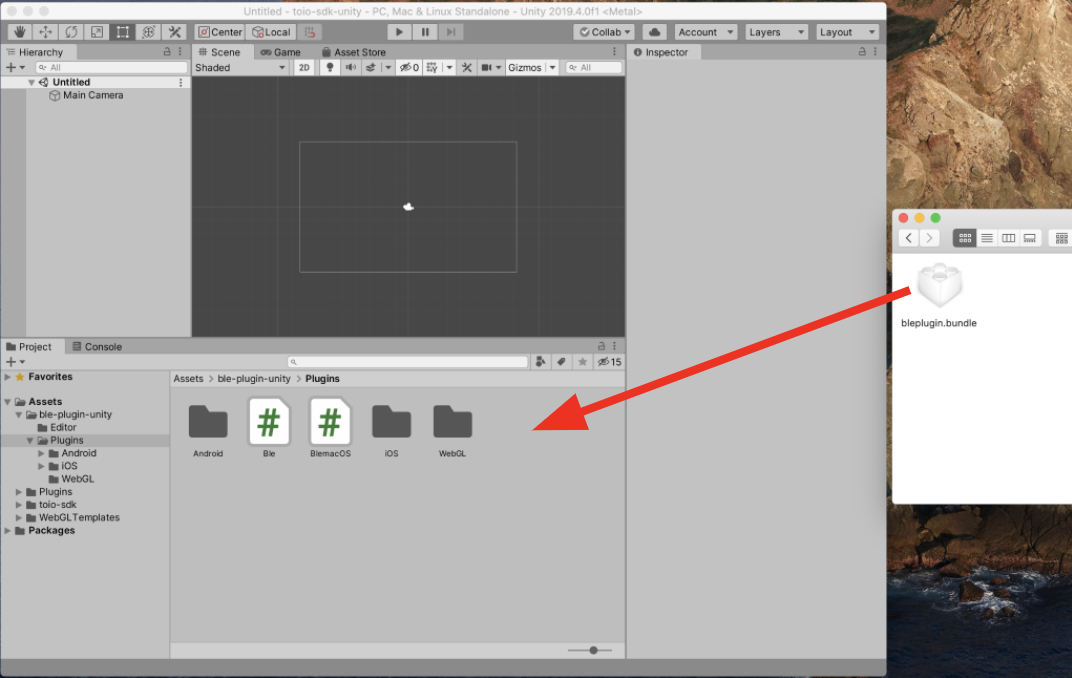 Untitled - toio-sdk-unity - PC, Mac & Linux Standalone - Unity 2019.4.0f1 <Metal>
Center Local Collab Account Layers Layout
Hierarchy
All
Untitled
Main Camera
Scene Game Asset Store
Shaded 2D 0 Gizmos All
Inspector
bleplugin.bundle
Project Console
15
Favorites
Assets
ble-plugin-unity
Editor
Plugins
Android
iOS
WebGL
Plugins
toio-sdk
WebGLTemplates
Packages
Assets > ble-plugin-unity > Plugins
# #
Android Ble BlemacOS iOS WebGL